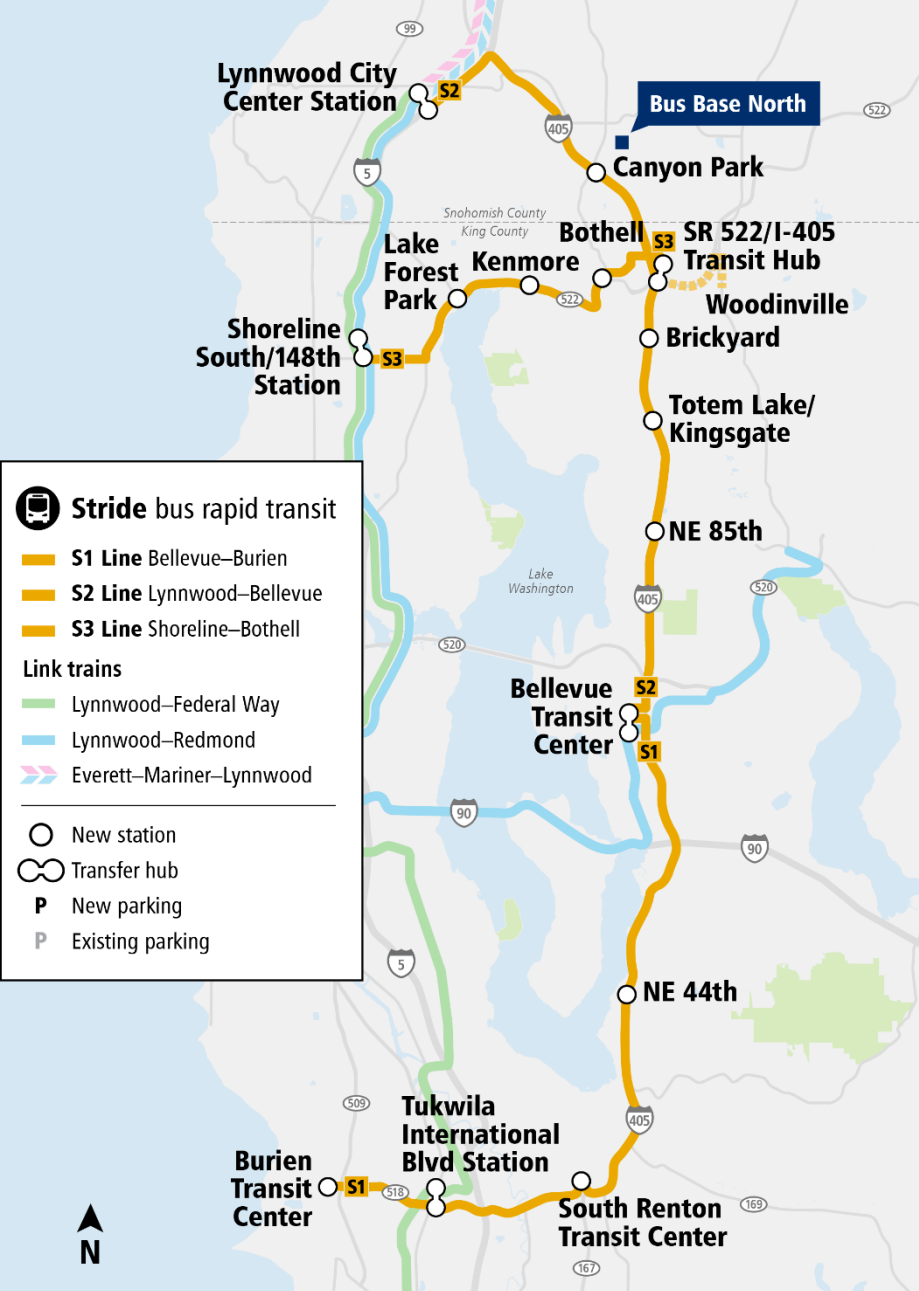 99
Lynnwood City
Center Station
S2
Bus Base North
522
405
Canyon Park
5
Snohomish County
King County
Bothell
S3
SR 522/I-405
Transit Hub
Lake
Forest
Park
Kenmore
522
Woodinville
Shoreline
South/148th
Station
S3
Brickyard
Totem Lake/
Kingsgate
NE 85th
Lake
Washington
405
520
520
Bellevue
Transit
Center
S2
S1
90
90
Stride bus rapid transit
S1 Line Bellevue–Burien
S2 Line Lynnwood–Bellevue
S3 Line Shoreline–Bothell
Link trains
Lynnwood–Federal Way
Lynnwood–Redmond
Everett–Mariner–Lynnwood
New station
Transfer hub
P New parking
P Existing parking
5
NE 44th
509
405
Tukwila
International
Blvd Station
Burien
Transit
Center
S1
518
South Renton
Transit Center
169
167
N